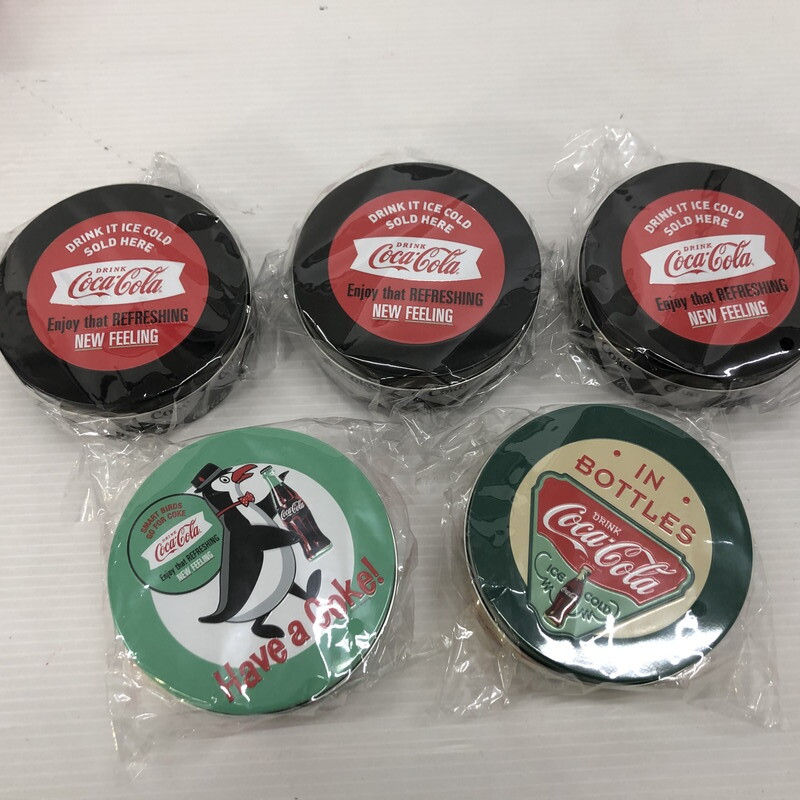 DRINK IT ICE COLD
SOLD HERE
DRINK
Coca-Cola
Enjoy that REFRESHING
NEW FEELING
DRINK IT ICE COLD
SOLD HERE
DRINK
Coca-Cola
Enjoy that REFRESHING
NEW FEELING
DRINK IT ICE COLD
SOLD HERE
DRINK
Coca-Cola
Enjoy that REFRESHING
NEW FEELING
SMART BIRDS
GO FOR COKE
DRINK
Coca-Cola
Enjoy that REFRESHING
NEW FEELING
Coca-Cola
Have a Coke!
IN
BOTTLES
DRINK
Coca-Cola
ICE COLD